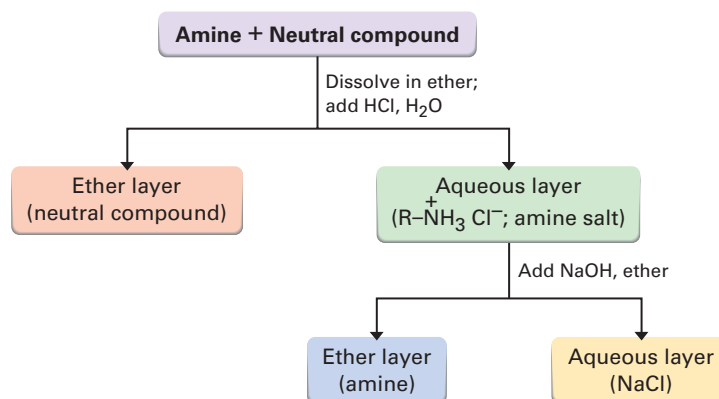 Amine + Neutral compound
Dissolve in ether;
add HCl, H₂O
Ether layer
(neutral compound)
Aqueous layer
(R–N⁺H₃ Cl⁻; amine salt)
Add NaOH, ether
Ether layer
(amine)
Aqueous layer
(NaCl)